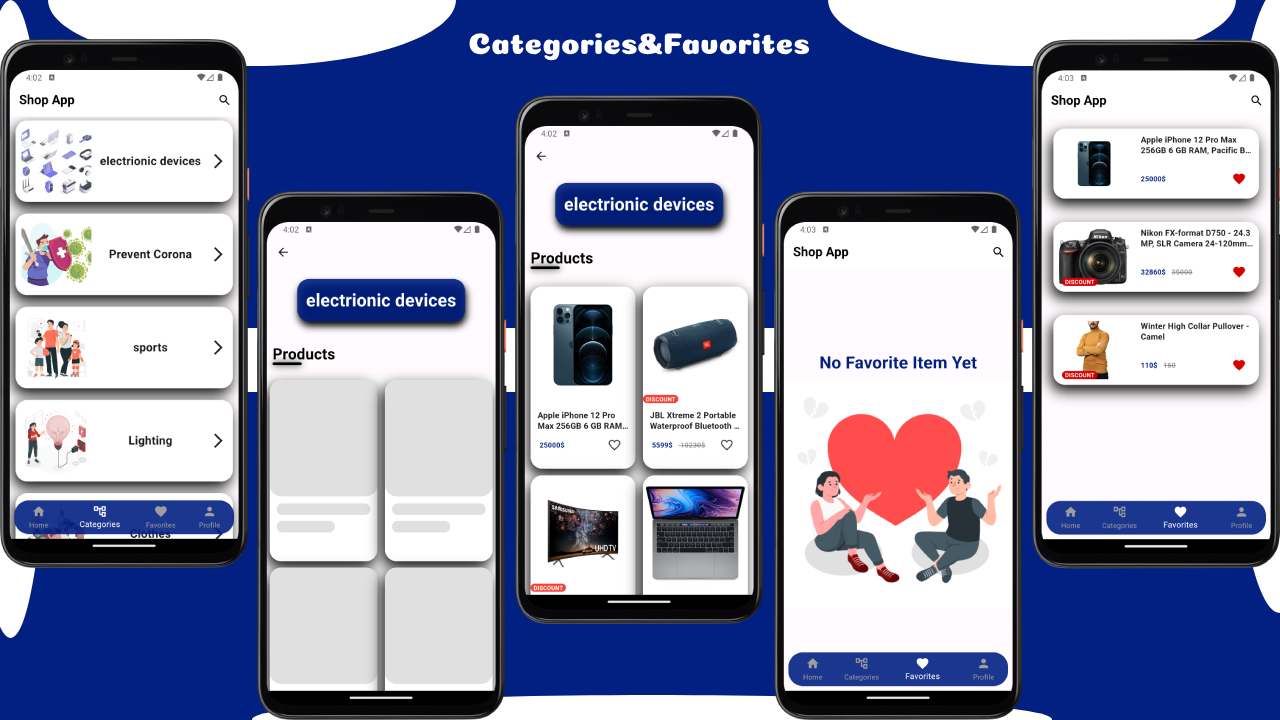 Categories&Favorites
4:02
Shop App
electrionic devices
Prevent Corona
sports
Lighting
Clothes
Home
Categories
Favorites
Profile
4:02
electrionic devices
Products
4:02
electrionic devices
Products
Apple iPhone 12 Pro
Max 256GB 6 GB RAM...
25000$
JBL
DISCOUNT
JBL Xtreme 2 Portable
Waterproof Bluetooth ...
5599$ 10230$
SAMSUNG
UHD TV
DISCOUNT
4:03
Shop App
No Favorite Item Yet
Home
Categories
Favorites
Profile
4:03
Shop App
Apple iPhone 12 Pro Max
256GB 6 GB RAM, Pacific B...
25000$
Nikon
DISCOUNT
Nikon FX-format D750 - 24.3
MP, SLR Camera 24-120mm...
32860$ 35000
DISCOUNT
Winter High Collar Pullover -
Camel
110$ 160
Home
Categories
Favorites
Profile